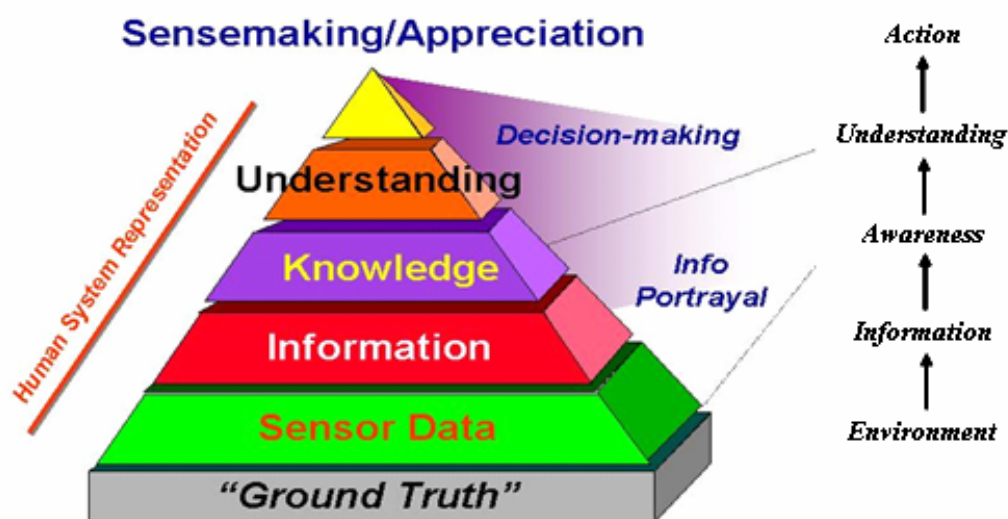 Sensemaking/Appreciation
Human System Representation
Understanding
Knowledge
Information
Sensor Data
“Ground Truth”
Decision-making
Info
Portrayal
Action
Understanding
Awareness
Information
Environment